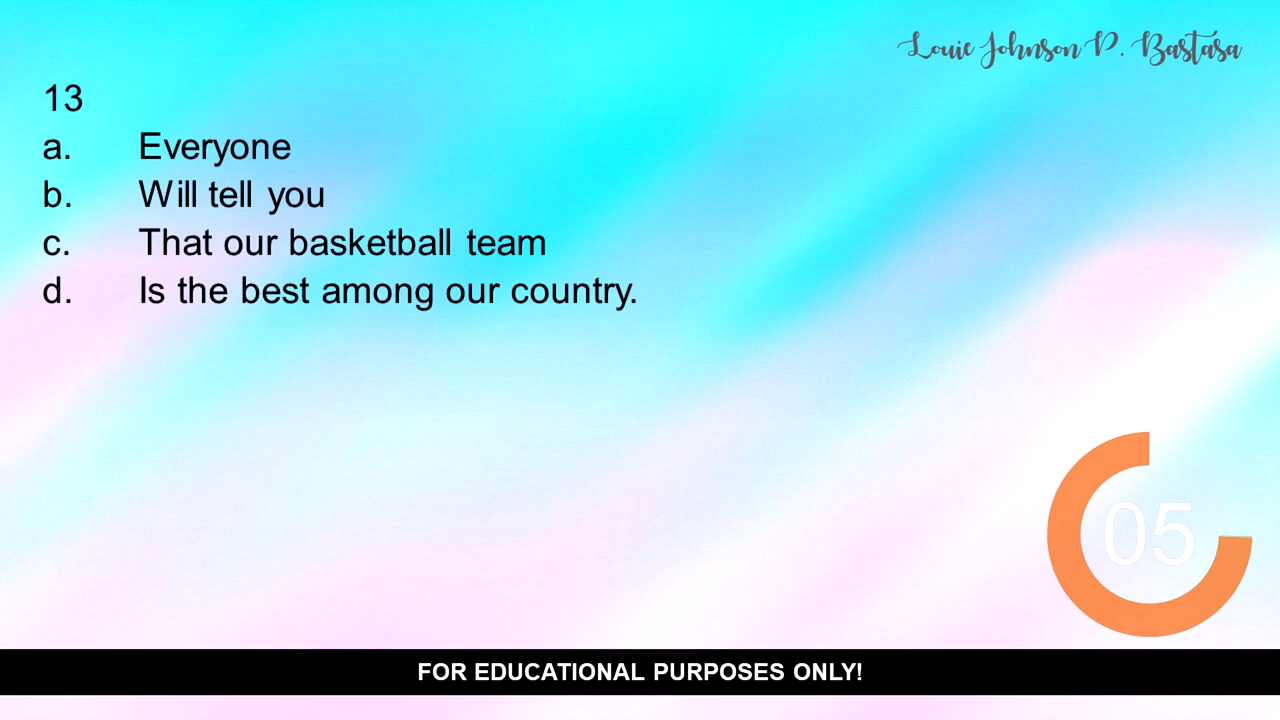 Louie Johnson P. Bastasa
13
a. Everyone
b. Will tell you
c. That our basketball team
d. Is the best among our country.
05
FOR EDUCATIONAL PURPOSES ONLY!